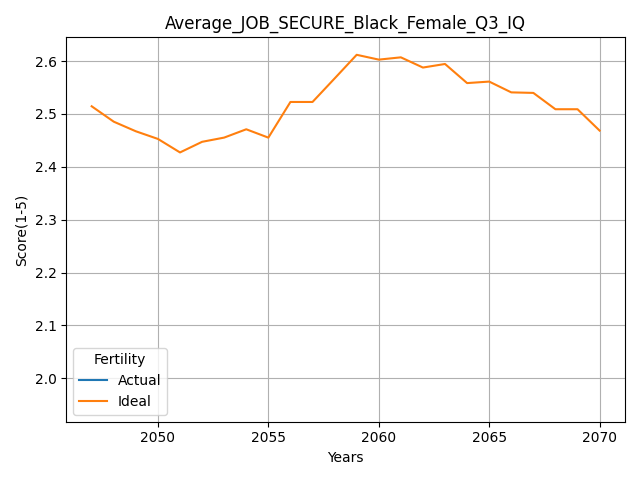 Average_JOB_SECURE_Black_Female_Q3_IQ
Score(1-5)
2.6
2.5
2.4
2.3
2.2
2.1
2.0
Fertility
Actual
Ideal
2050 2055 2060 2065 2070
Years